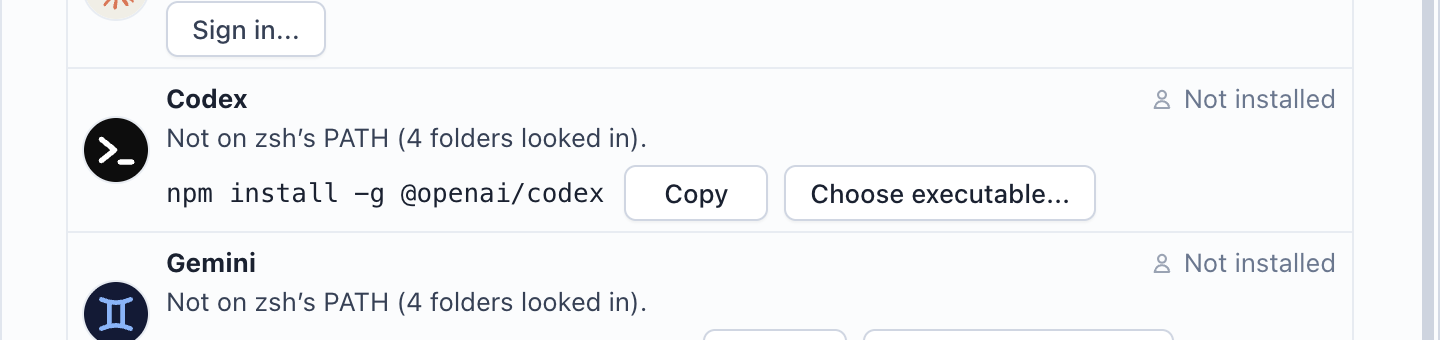 Sign in...
Codex
Not installed
Not on zsh’s PATH (4 folders looked in).
npm install -g @openai/codex
Copy
Choose executable...
Gemini
Not installed
Not on zsh’s PATH (4 folders looked in).